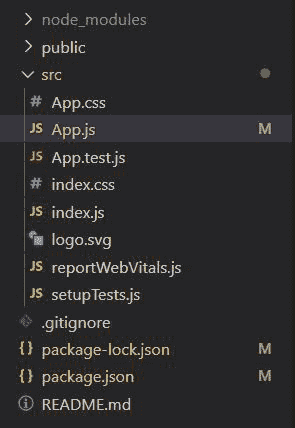 node_modules
public
src
# App.css
JS App.js M
JS App.test.js
# index.css
JS index.js
logo.svg
JS reportWebVitals.js
JS setupTests.js
.gitignore
{} package-lock.json M
{} package.json M
README.md